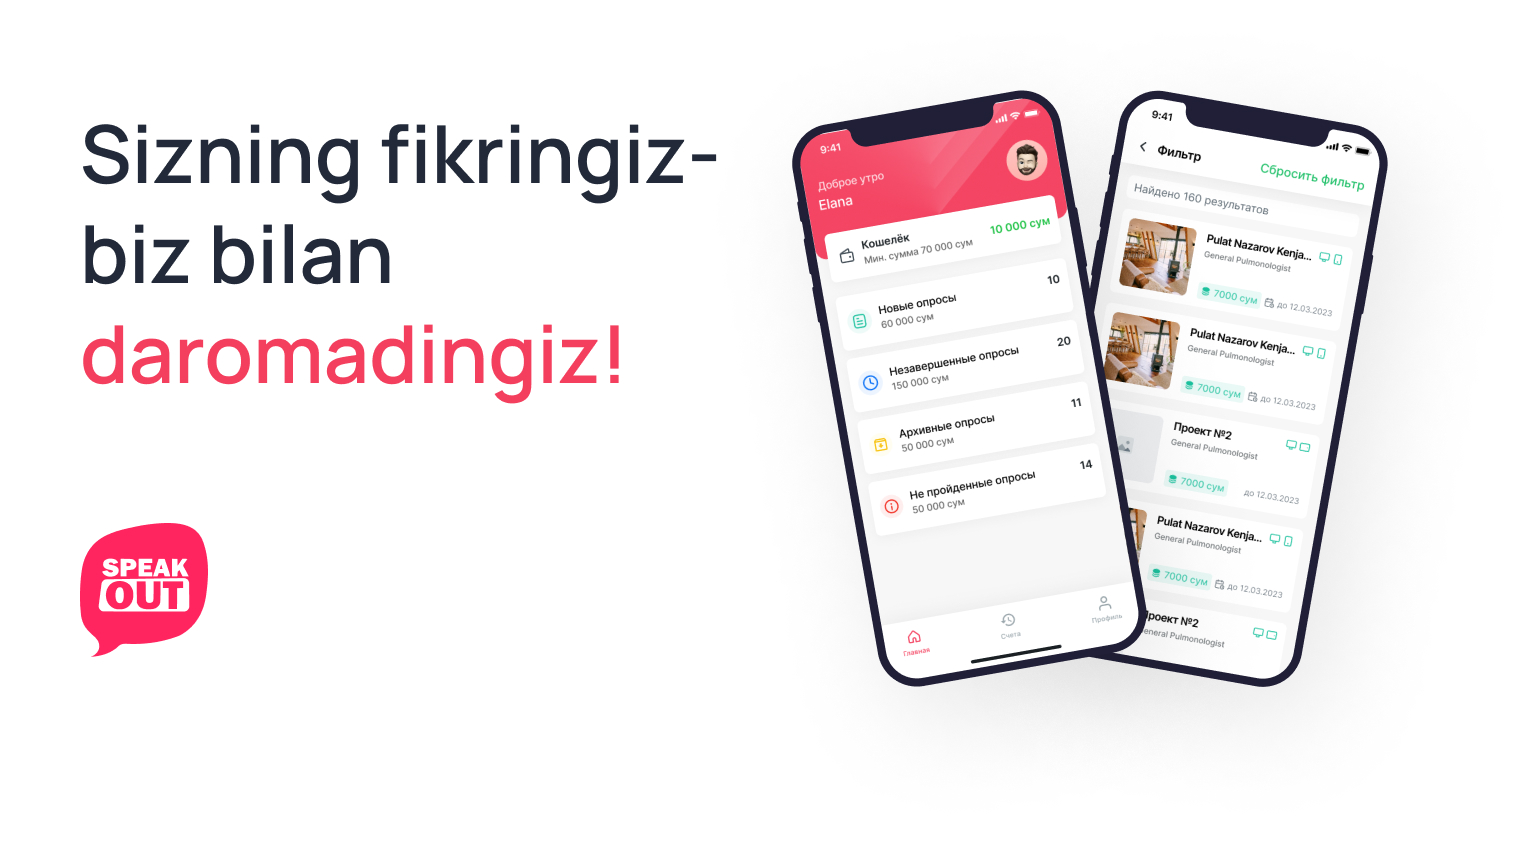 Sizning fikringiz-
biz bilan
daromadingiz!
SPEAK
OUT
9:41
Доброе утро
Elana
Кошелёк
Мин. сумма 70 000 сум
10 000 сум
Новые опросы
60 000 сум
10
Незавершенные опросы
150 000 сум
20
Архивные опросы
50 000 сум
11
Не пройденные опросы
50 000 сум
14
Главная
Счета
Профиль
9:41
Фильтр
Сбросить фильтр
Найдено 160 результатов
Pulat Nazarov Kenja...
General Pulmonologist
7000 сум
до 12.03.2023
Pulat Nazarov Kenja...
General Pulmonologist
7000 сум
до 12.03.2023
Проект №2
General Pulmonologist
7000 сум
до 12.03.2023
Pulat Nazarov Kenja...
General Pulmonologist
7000 сум
до 12.03.2023
роект №2
eneral Pulmonologist